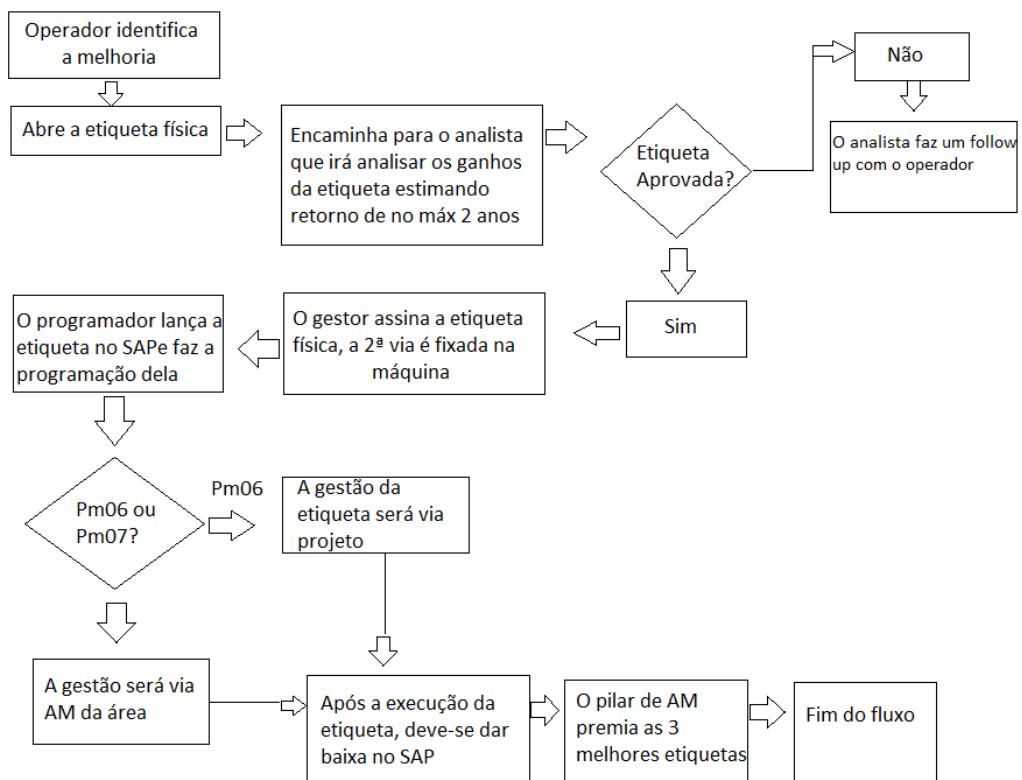 Operador identifica
a melhoria
Abre a etiqueta física
Encaminha para o analista
que irá analisar os ganhos
da etiqueta estimando
retorno de no máx 2 anos
Etiqueta
Aprovada?
Não
O analista faz um follow
up com o operador
Sim
O gestor assina a etiqueta
física, a 2ª via é fixada na
máquina
O programador lança a
etiqueta no SAPe faz a
programação dela
Pm06 ou
Pm07?
Pm06
A gestão da
etiqueta será via
projeto
A gestão será via
AM da área
Após a execução da
etiqueta, deve-se dar
baixa no SAP
O pilar de AM
premia as 3
melhores etiquetas
Fim do fluxo